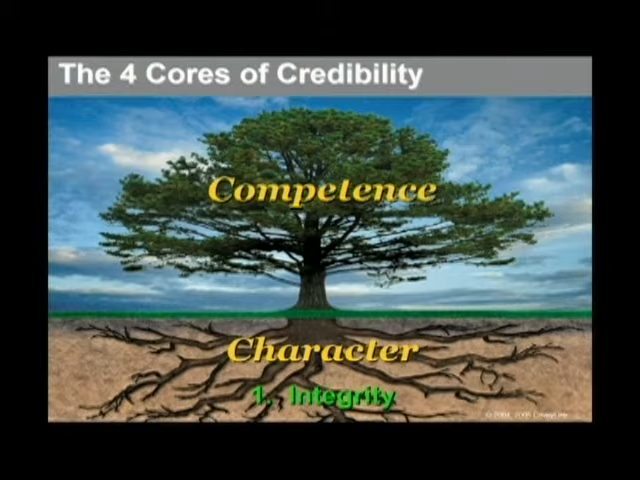 The 4 Cores of Credibility
Competence
Character
1. Integrity